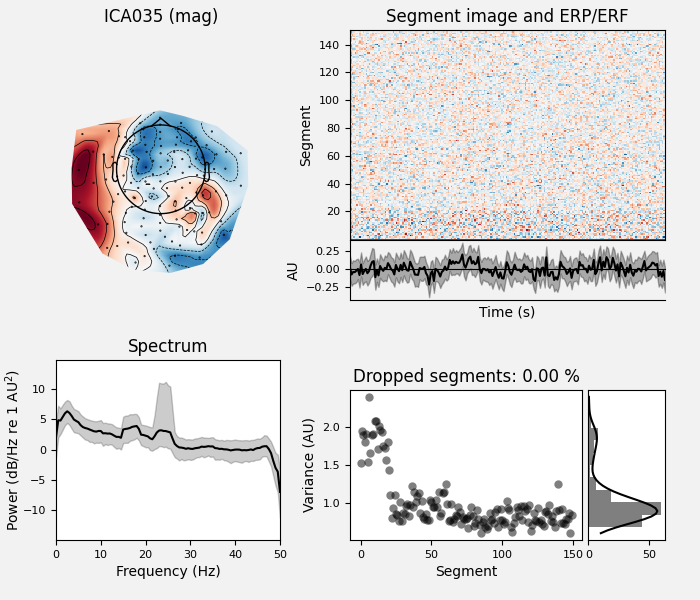 ICA035 (mag)
Segment image and ERP/ERF
140
120
100
80
60
40
20
Segment
0.25
0.00
−0.25
AU
Time (s)
Spectrum
10
5
0
−5
−10
Power (dB/Hz re 1 AU²)
0 10 20 30 40 50
Frequency (Hz)
Dropped segments: 0.00 %
2.0
1.5
1.0
Variance (AU)
0 50 100 150
Segment
0 50